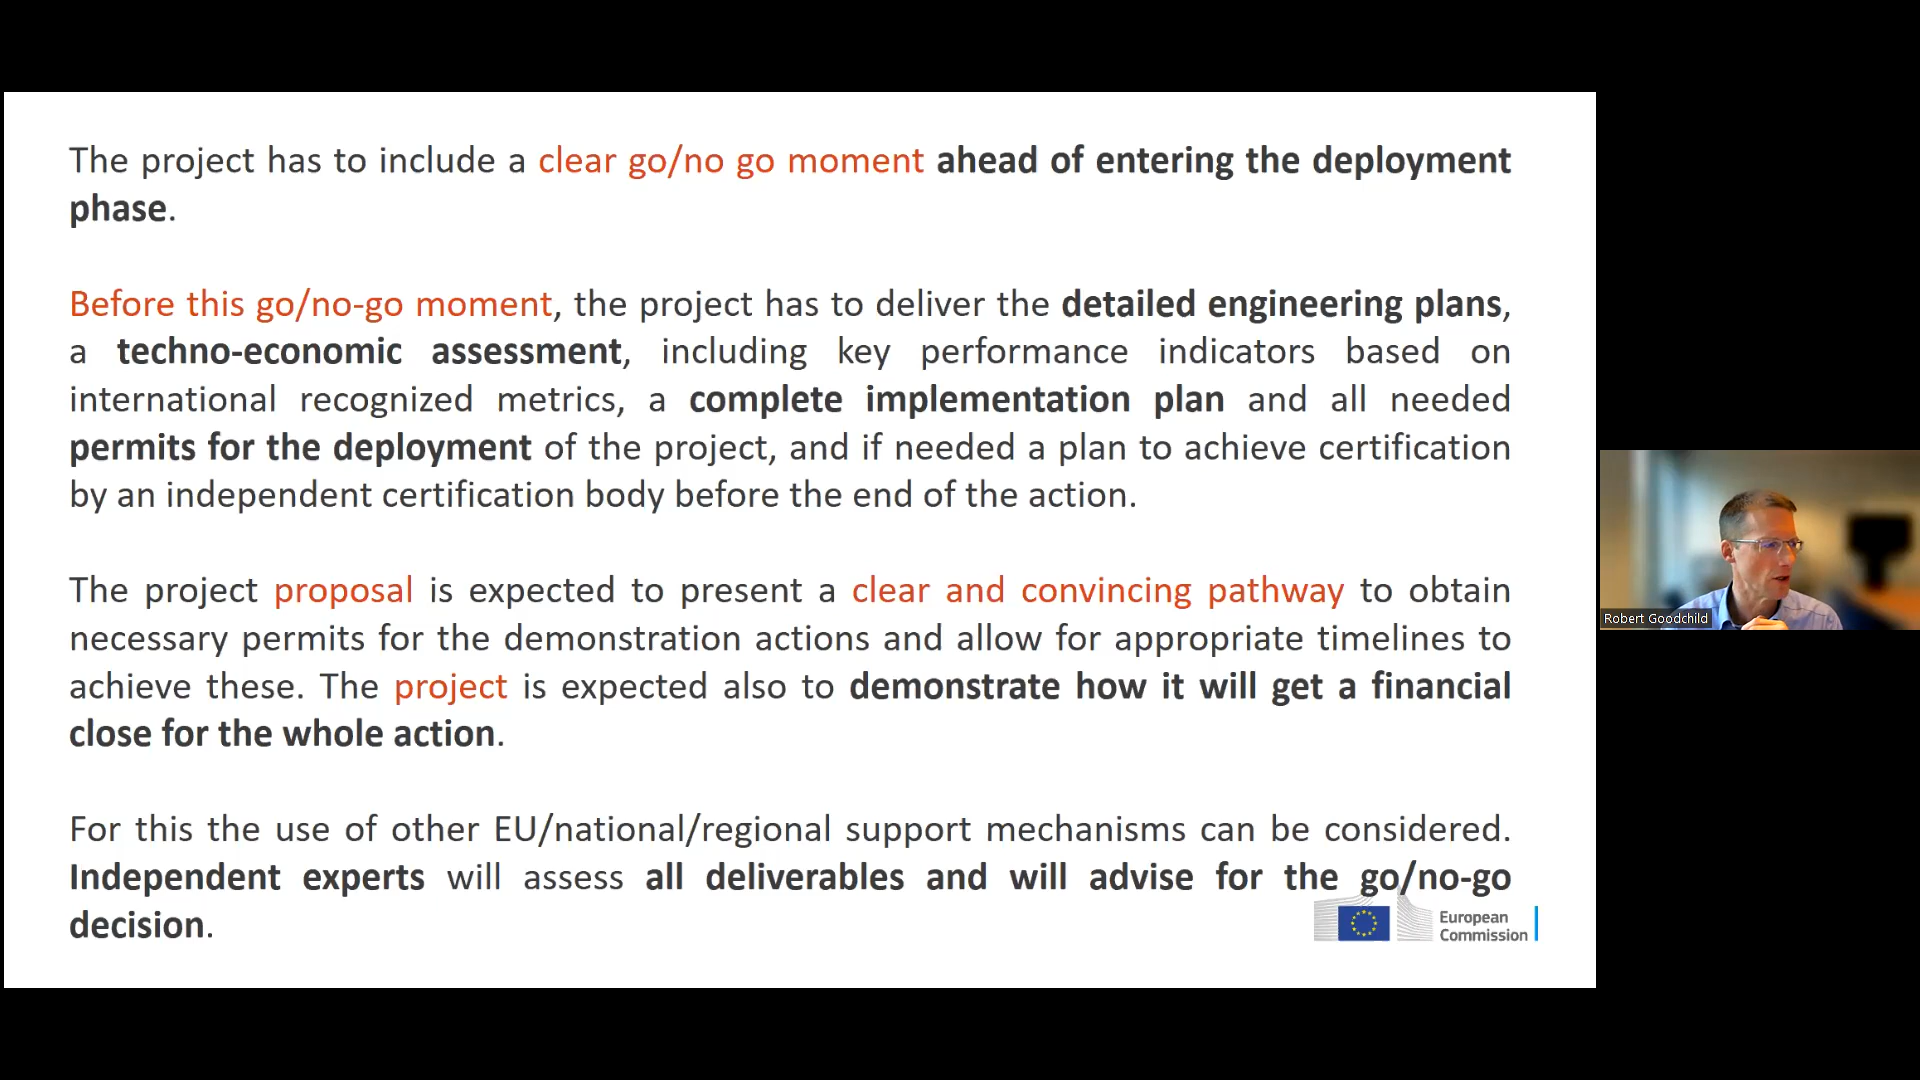 The project has to include a clear go/no go moment ahead of entering the deployment
phase.
Before this go/no-go moment, the project has to deliver the detailed engineering plans,
a techno-economic assessment, including key performance indicators based on
international recognized metrics, a complete implementation plan and all needed
permits for the deployment of the project, and if needed a plan to achieve certification
by an independent certification body before the end of the action.
The project proposal is expected to present a clear and convincing pathway to obtain
necessary permits for the demonstration actions and allow for appropriate timelines to
achieve these. The project is expected also to demonstrate how it will get a financial
close for the whole action.
For this the use of other EU/national/regional support mechanisms can be considered.
Independent experts will assess all deliverables and will advise for the go/no-go
decision.
European
Commission
Robert Goodchild